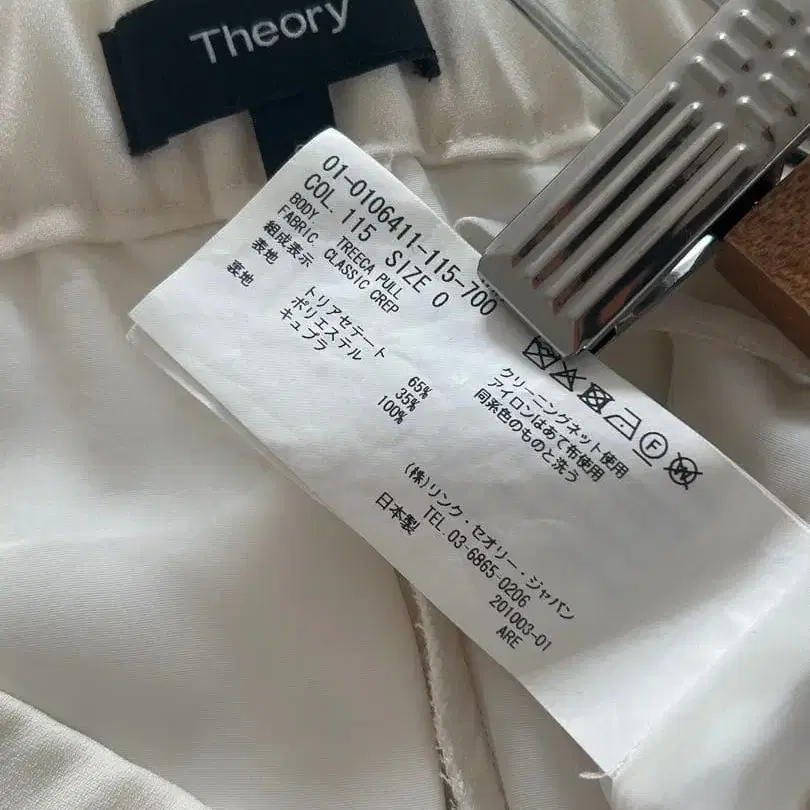 Theory
01-0106411-115-700
COL. 115 SIZE 0
BODY TREECA PULL
FABRIC CLASSIC CREP
組成表示
表地 トリアセテート 65%
ポリエステル 35%
裏地 キュプラ 100%
クリーニングネット使用
アイロンはあて布使用
同系色のものと洗う
(株)リンク・セオリー・ジャパン
TEL.03-6865-0206
日本製
201003-01
ARE